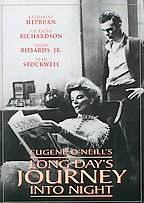 KATHARINE
HEPBURN
SIR RALPH
RICHARDSON
JASON
ROBARDS, JR.
DEAN
STOCKWELL
EUGENE O'NEILL'S
LONG DAY'S
JOURNEY
INTO NIGHT